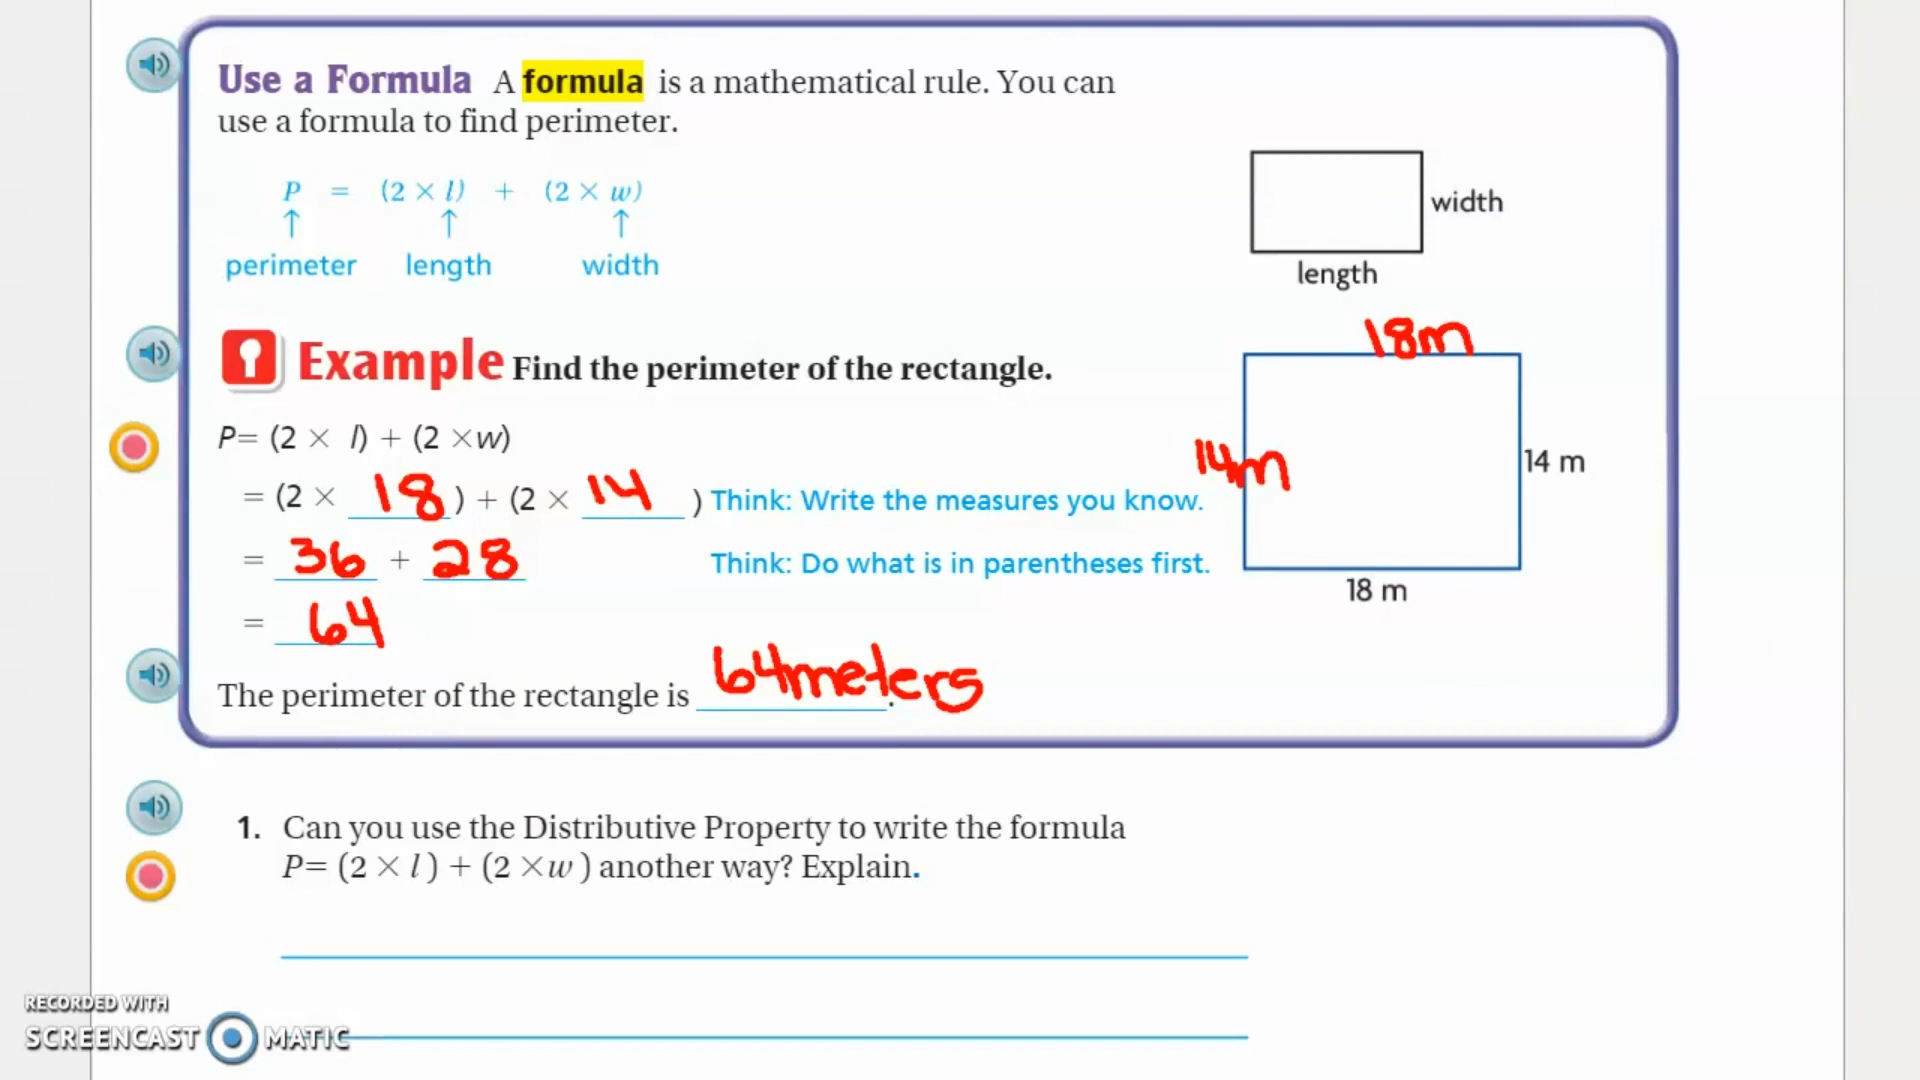 Use a Formula A formula is a mathematical rule. You can
use a formula to find perimeter.
P = (2 × l) + (2 × w)
↑ ↑ ↑
perimeter length width
width
length
Example Find the perimeter of the rectangle.
18m
P= (2 × l) + (2 ×w)
= (2 × 18 ) + (2 × 14 ) Think: Write the measures you know.
14m
14 m
= 36 + 28 Think: Do what is in parentheses first.
18 m
= 64
The perimeter of the rectangle is 64meters.
1. Can you use the Distributive Property to write the formula
P= (2 × l ) + (2 ×w ) another way? Explain.
RECORDED WITH
SCREENCAST MATIC